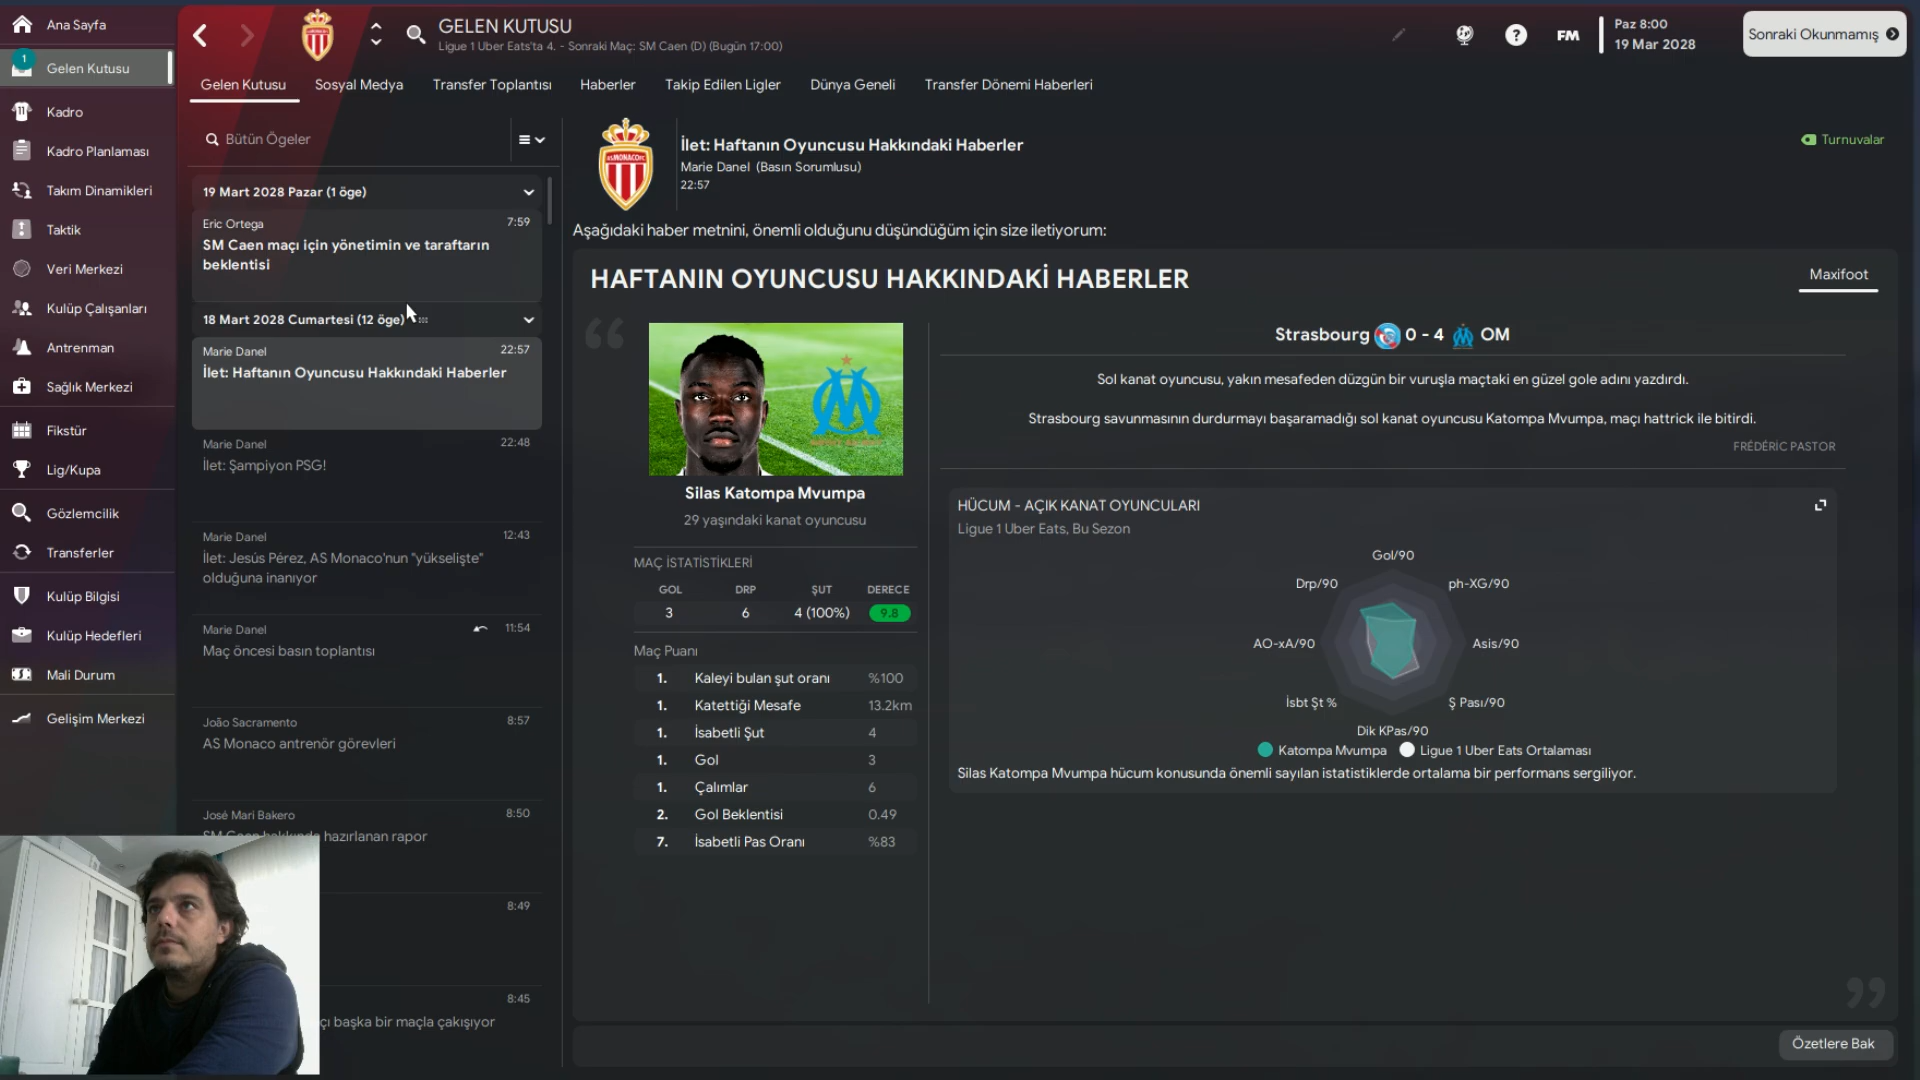 Ana Sayfa
1
Gelen Kutusu
Kadro
Kadro Planlaması
Takım Dinamikleri
Taktik
Veri Merkezi
Kulüp Çalışanları
Antrenman
Sağlık Merkezi
Fikstür
Lig/Kupa
Gözlemcilik
Transferler
Kulüp Bilgisi
Kulüp Hedefleri
Mali Durum
Gelişim Merkezi
GELEN KUTUSU
Ligue 1 Uber Eats'ta 4. - Sonraki Maç: SM Caen (D) (Bugün 17:00)
FM
Paz 8:00
19 Mar 2028
Sonraki Okunmamış
Gelen Kutusu
Sosyal Medya
Transfer Toplantısı
Haberler
Takip Edilen Ligler
Dünya Geneli
Transfer Dönemi Haberleri
Bütün Ögeler
19 Mart 2028 Pazar (1 öge)
Eric Ortega 7:59
SM Caen maçı için yönetimin ve taraftarın
beklentisi
18 Mart 2028 Cumartesi (12 öge)
Marie Danel 22:57
İlet: Haftanın Oyuncusu Hakkındaki Haberler
Marie Danel 22:48
İlet: Şampiyon PSG!
Marie Danel 12:43
İlet: Jesús Pérez, AS Monaco'nun "yükselişte"
olduğuna inanıyor
Marie Danel 11:54
Maç öncesi basın toplantısı
João Sacramento 8:57
AS Monaco antrenör görevleri
José Mari Bakero 8:50
SM Caen hakkında hazırlanan rapor
8:49
8:45
çı başka bir maçla çakışıyor
İlet: Haftanın Oyuncusu Hakkındaki Haberler
Marie Danel (Basın Sorumlusu)
22:57
Turnuvalar
Aşağıdaki haber metnini, önemli olduğunu düşündüğüm için size iletiyorum:
HAFTANIN OYUNCUSU HAKKINDAKİ HABERLER
Maxifoot
Silas Katompa Mvumpa
29 yaşındaki kanat oyuncusu
MAÇ İSTATİSTİKLERİ
GOL DRP ŞUT DERECE
3 6 4 (100%) 9.8
Maç Puanı
1. Kaleyi bulan şut oranı %100
1. Katettiği Mesafe 13.2km
1. İsabetli Şut 4
1. Gol 3
1. Çalımlar 6
2. Gol Beklentisi 0.49
7. İsabetli Pas Oranı %83
Strasbourg 0 - 4 OM
Sol kanat oyuncusu, yakın mesafeden düzgün bir vuruşla maçtaki en güzel gole adını yazdırdı.
Strasbourg savunmasının durdurmayı başaramadığı sol kanat oyuncusu Katompa Mvumpa, maçı hattrick ile bitirdi.
FRÉDÉRIC PASTOR
HÜCUM - AÇIK KANAT OYUNCULARI
Ligue 1 Uber Eats, Bu Sezon
Gol/90
Drp/90
ph-XG/90
AO-xA/90
Asis/90
İsbt Şt %
Ş Pası/90
Dik KPas/90
Katompa Mvumpa
Ligue 1 Uber Eats Ortalaması
Silas Katompa Mvumpa hücum konusunda önemli sayılan istatistiklerde ortalama bir performans sergiliyor.
Özetlere Bak